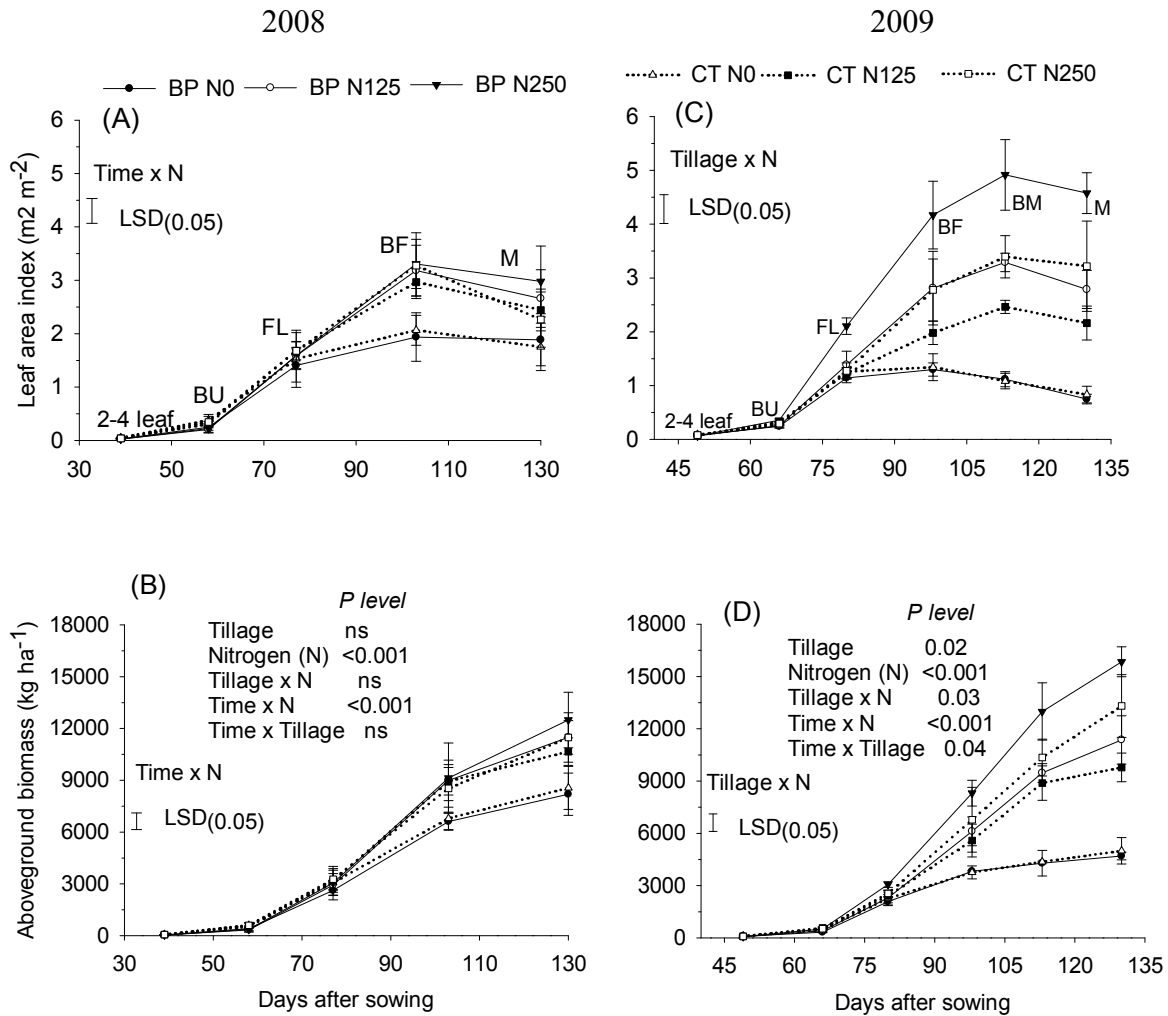 2008
2009
BP N0 BP N125 BP N250
CT N0 CT N125 CT N250
(A)
Leaf area index (m2 m-2)
6
5
4
3
2
1
0
Time x N
LSD(0.05)
2-4 leaf
BU
FL
BF
M
30 50 70 90 110 130
(C)
6
5
4
3
2
1
0
Tillage x N
LSD(0.05)
2-4 leaf
BU
FL
BF
BM
M
45 60 75 90 105 120 135
(B)
Aboveground biomass (kg ha-1)
18000
15000
12000
9000
6000
3000
0
P level
Tillage ns
Nitrogen (N) <0.001
Tillage x N ns
Time x N <0.001
Time x Tillage ns
Time x N
LSD(0.05)
30 50 70 90 110 130
Days after sowing
(D)
18000
15000
12000
9000
6000
3000
0
P level
Tillage 0.02
Nitrogen (N) <0.001
Tillage x N 0.03
Time x N <0.001
Time x Tillage 0.04
Tillage x N
LSD(0.05)
45 60 75 90 105 120 135
Days after sowing